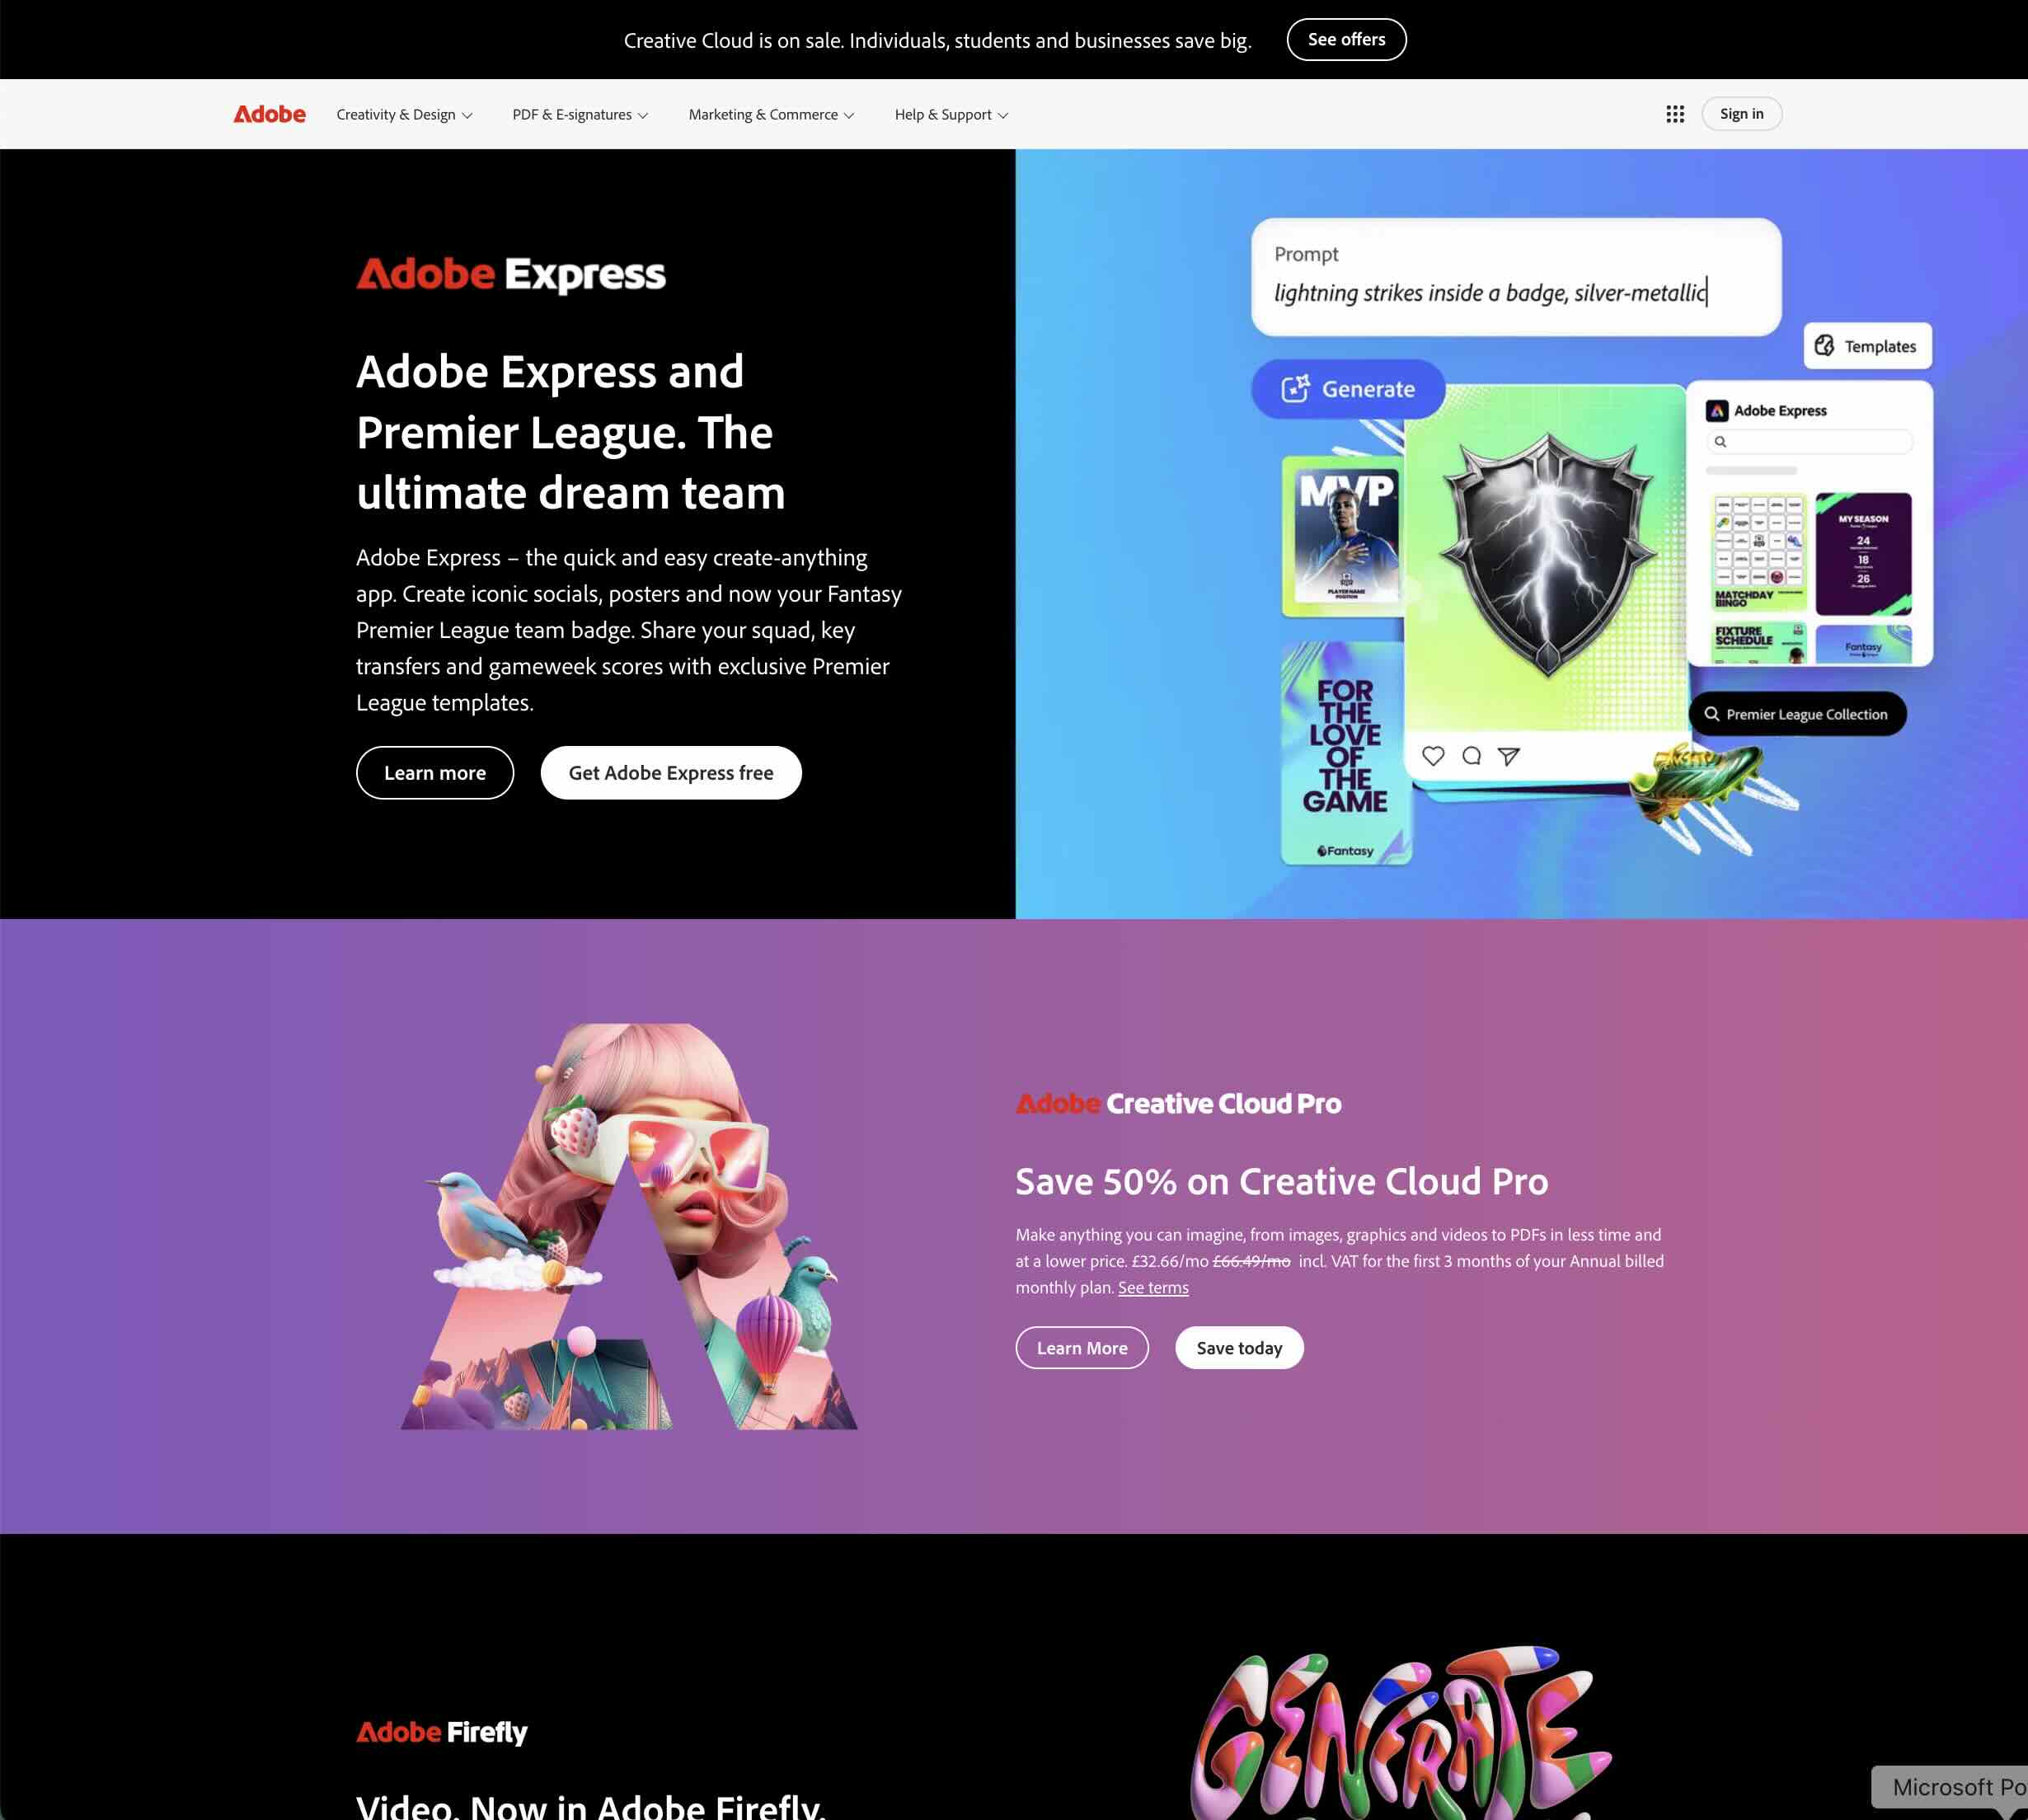 Creative Cloud is on sale. Individuals, students and businesses save big.
See offers
Adobe
Creativity & Design
PDF & E-signatures
Marketing & Commerce
Help & Support
Sign in
Adobe Express
Adobe Express and
Premier League. The
ultimate dream team
Adobe Express – the quick and easy create-anything
app. Create iconic socials, posters and now your Fantasy
Premier League team badge. Share your squad, key
transfers and gameweek scores with exclusive Premier
League templates.
Learn more
Get Adobe Express free
Prompt
lightning strikes inside a badge, silver-metallic
Generate
Templates
Adobe Express
MVP
PLAYER NAME
POSITION
MATCHDAY
BINGO
MY SEASON
24
18
26
FIXTURE
SCHEDULE
Fantasy
Premier League Collection
FOR
THE
LOVE
OF
THE
GAME
Fantasy
Adobe Creative Cloud Pro
Save 50% on Creative Cloud Pro
Make anything you can imagine, from images, graphics and videos to PDFs in less time and
at a lower price. £32.66/mo £66.49/mo incl. VAT for the first 3 months of your Annual billed
monthly plan. See terms
Learn More
Save today
Adobe Firefly
Video. Now in Adobe Firefly.
GENERATE
Microsoft Po